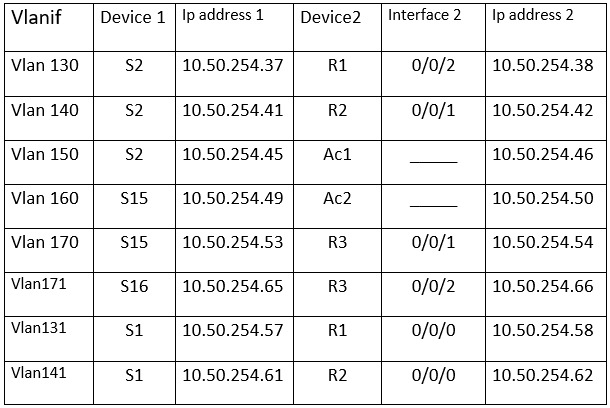 Vlanif Device 1 Ip address 1 Device2 Interface 2 Ip address 2
Vlan 130 S2 10.50.254.37 R1 0/0/2 10.50.254.38
Vlan 140 S2 10.50.254.41 R2 0/0/1 10.50.254.42
Vlan 150 S2 10.50.254.45 Ac1 _____ 10.50.254.46
Vlan 160 S15 10.50.254.49 Ac2 _____ 10.50.254.50
Vlan 170 S15 10.50.254.53 R3 0/0/1 10.50.254.54
Vlan171 S16 10.50.254.65 R3 0/0/2 10.50.254.66
Vlan131 S1 10.50.254.57 R1 0/0/0 10.50.254.58
Vlan141 S1 10.50.254.61 R2 0/0/0 10.50.254.62